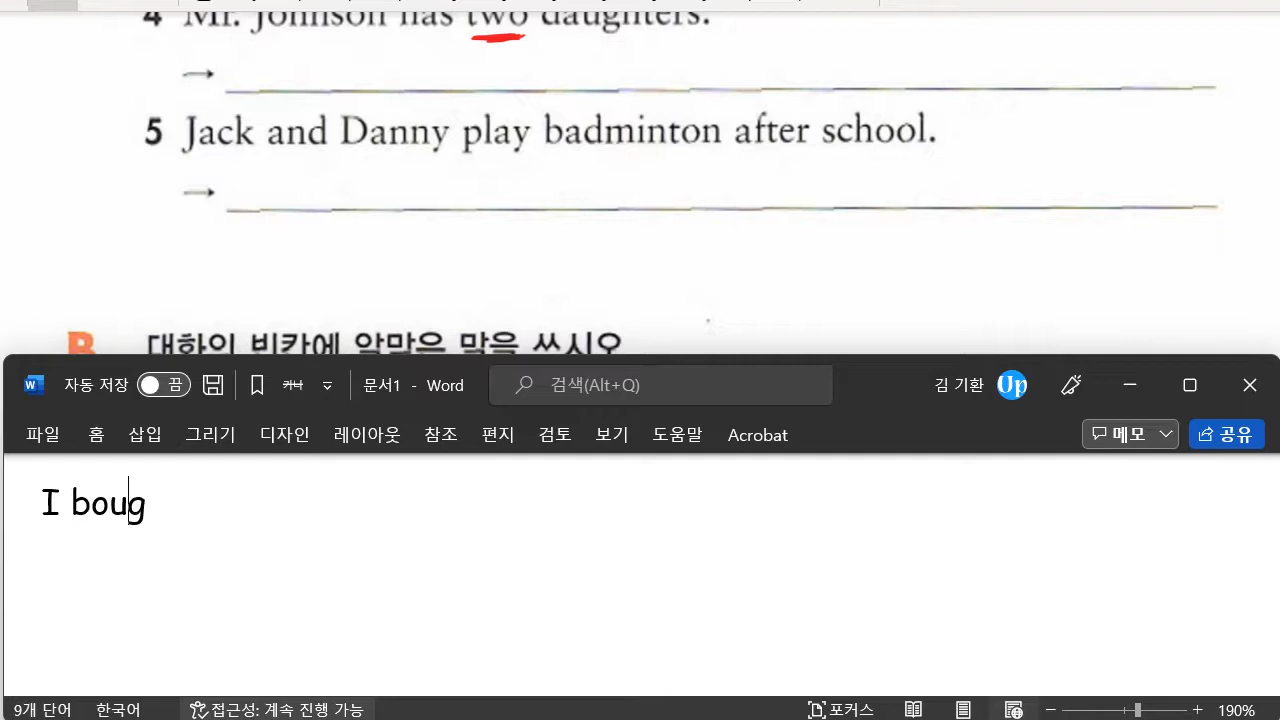 4 Mr. Johnson has two daughters.
→
5 Jack and Danny play badminton after school.
→
B 대화의 빈칸에 알맞은 말을 쓰시오
자동 저장 끔 가나 문서1 - Word 검색(Alt+Q) 김 기환 Up
파일 홈 삽입 그리기 디자인 레이아웃 참조 편지 검토 보기 도움말 Acrobat 메모 공유
I boug
9개 단어 한국어 접근성: 계속 진행 가능 포커스 190%